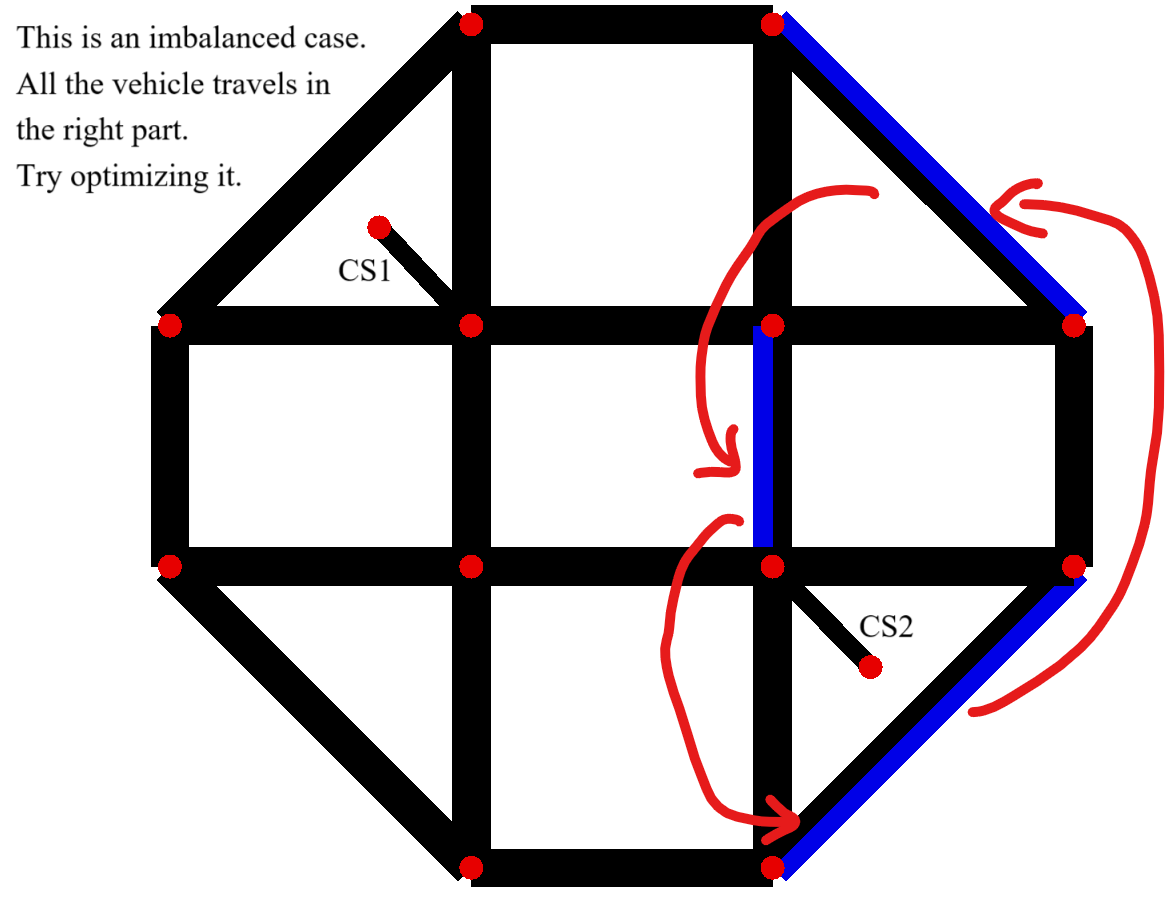 This is an imbalanced case.
All the vehicle travels in
the right part.
Try optimizing it.
CS1
CS2